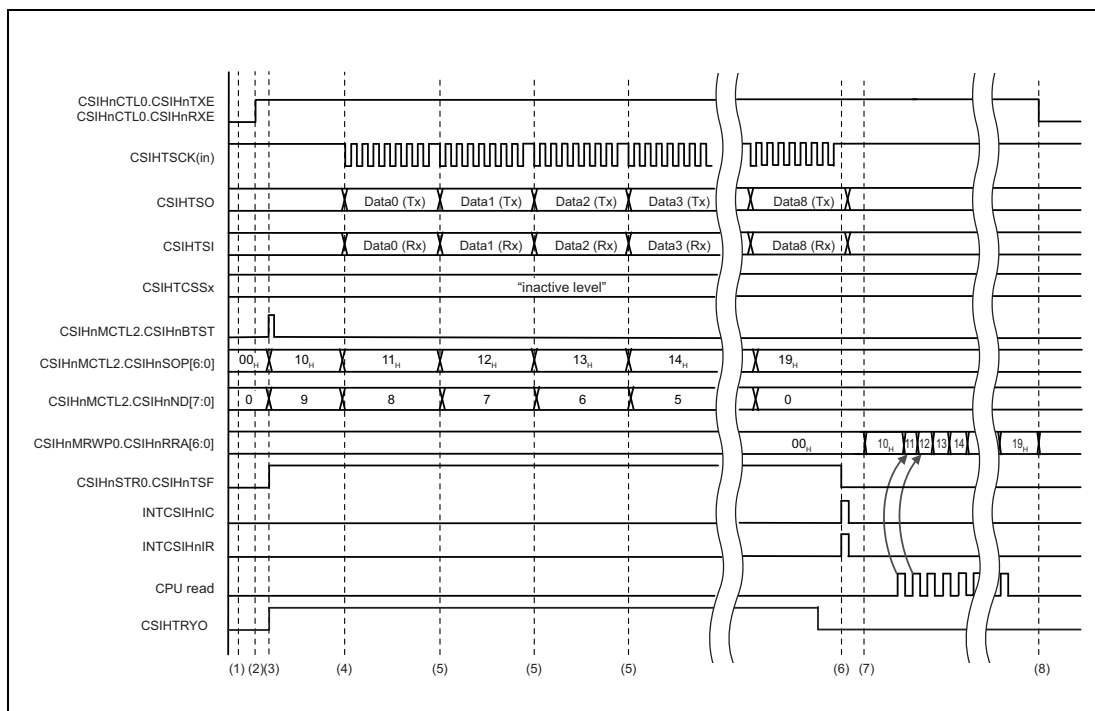 CSIHnCTL0.CSIHnTXE
CSIHnCTL0.CSIHnRXE
CSIHTSCK(in)
CSIHTSO Data0 (Tx) Data1 (Tx) Data2 (Tx) Data3 (Tx) Data8 (Tx)
CSIHTSI Data0 (Rx) Data1 (Rx) Data2 (Rx) Data3 (Rx) Data8 (Rx)
CSIHTCSSx “inactive level”
CSIHnMCTL2.CSIHnBTST
CSIHnMCTL2.CSIHnSOP[6:0] 00H 10H 11H 12H 13H 14H 19H
CSIHnMCTL2.CSIHnND[7:0] 0 9 8 7 6 5 0
CSIHnMRWP0.CSIHnRRA[6:0] 00H 10H 11 12 13 14 19H
CSIHnSTR0.CSIHnTSF
INTCSIHnIC
INTCSIHnIR
CPU read
CSIHTRYO
(1) (2) (3) (4) (5) (5) (5) (5) (6) (7) (8)